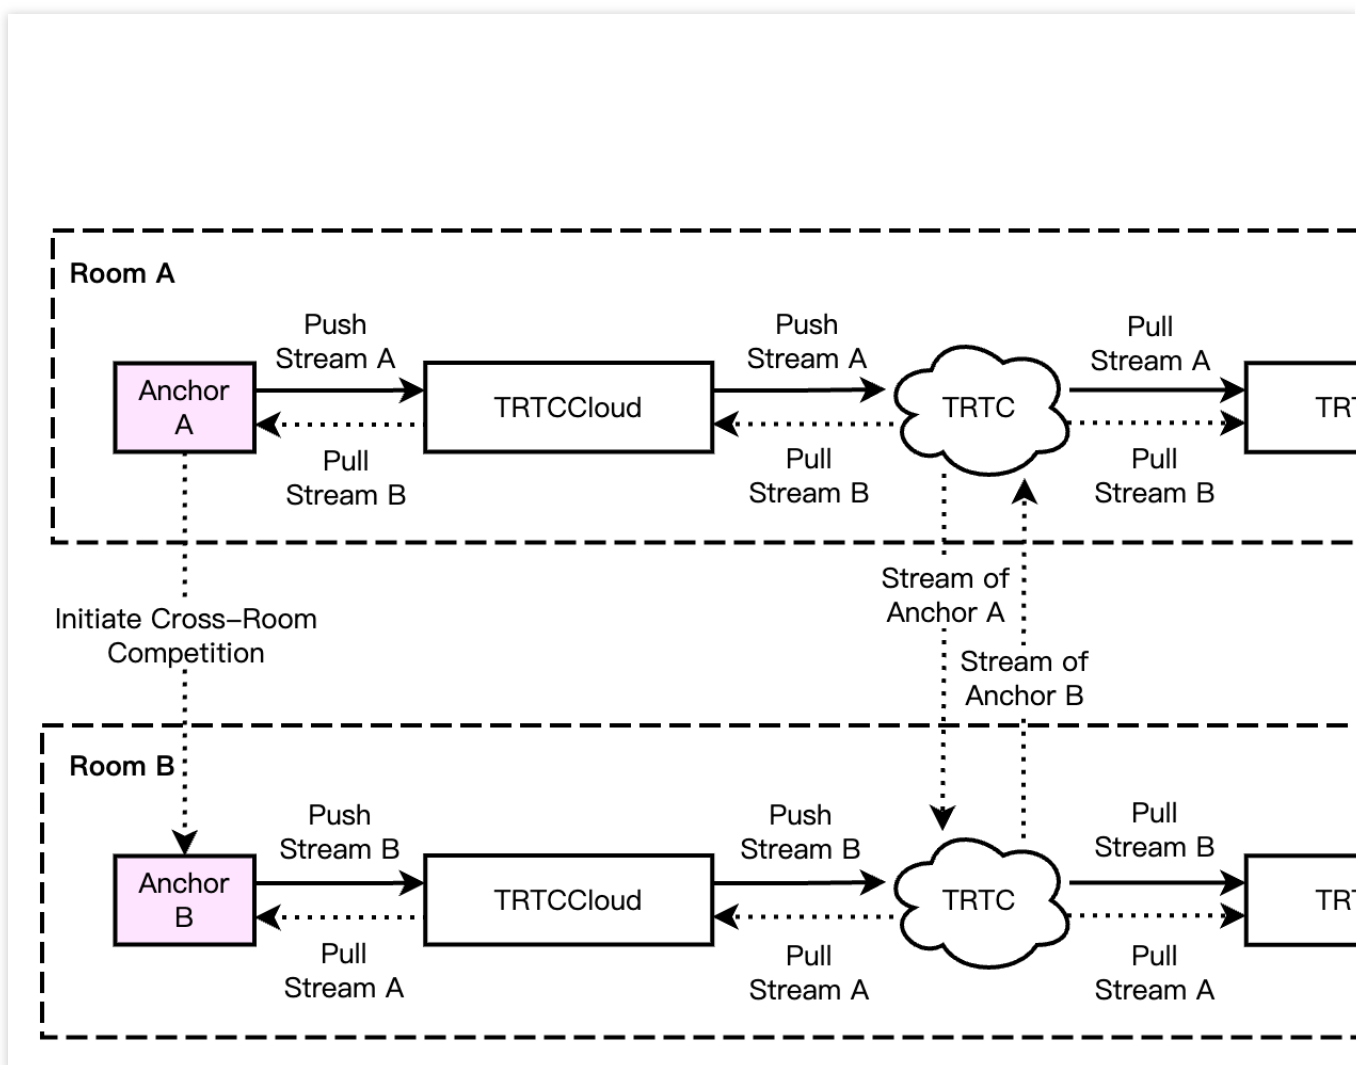 Room A
Push
Stream A
Push
Stream A
Pull
Stream A
Anchor
A
TRTCCloud
TRTC
Pull
Stream B
Pull
Stream B
Pull
Stream B
Stream of
Anchor A
Initiate Cross-Room
Competition
Stream of
Anchor B
Room B
Push
Stream B
Push
Stream B
Pull
Stream B
Anchor
B
TRTCCloud
TRTC
Pull
Stream A
Pull
Stream A
Pull
Stream A